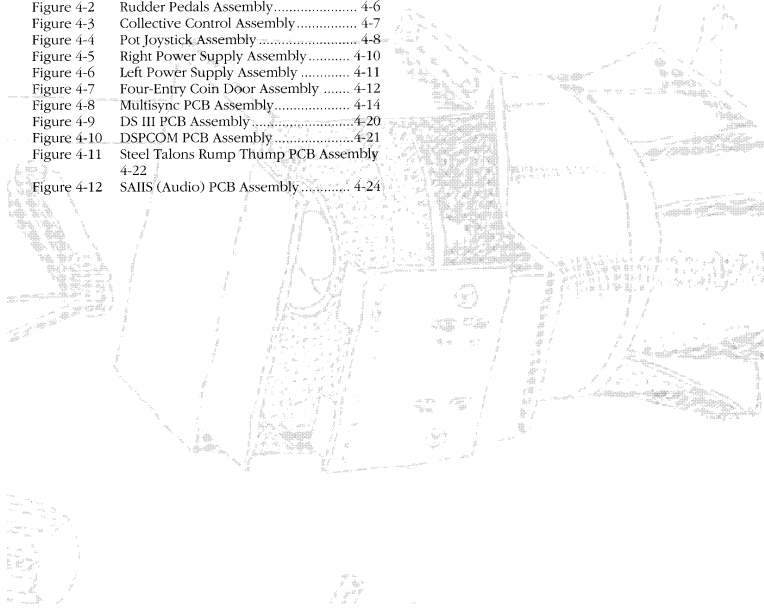 Figure 4-2 Rudder Pedals Assembly..................... 4-6
Figure 4-3 Collective Control Assembly...................... 4-7
Figure 4-4 Pot Joystick Assembly......................... 4-8
Figure 4-5 Right Power Supply Assembly........... 4-10
Figure 4-6 Left Power Supply Assembly ............. 4-11
Figure 4-7 Four-Entry Coin Door Assembly ....... 4-12
Figure 4-8 Multisync PCB Assembly................... 4-14
Figure 4-9 DS III PCB Assembly......................... 4-20
Figure 4-10 DSPCOM PCB Assembly.................... 4-21
Figure 4-11 Steel Talons Rump Thump PCB Assembly
4-22
Figure 4-12 SAIIS (Audio) PCB Assembly............. 4-24